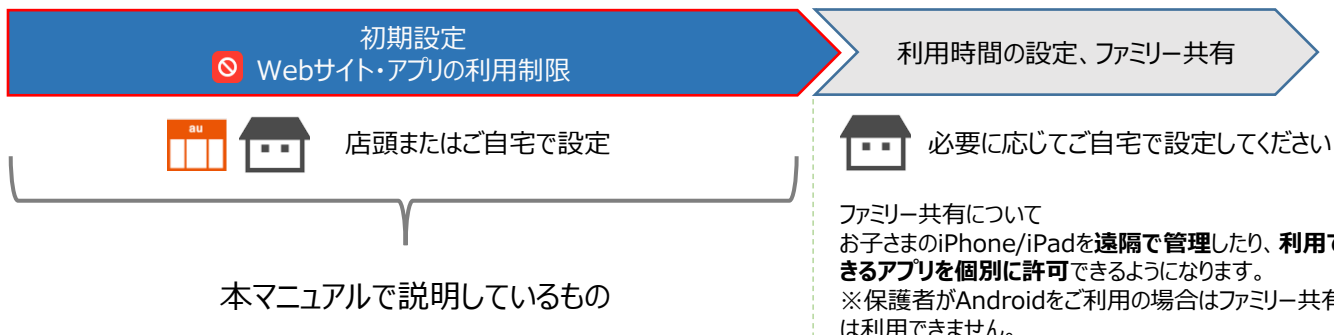 初期設定
Webサイト・アプリの利用制限
利用時間の設定、ファミリー共有
au
店頭またはご自宅で設定
必要に応じてご自宅で設定してください
本マニュアルで説明しているもの
ファミリー共有について
お子さまのiPhone/iPadを遠隔で管理したり、利用で
きるアプリを個別に許可できるようになります。
※保護者がAndroidをご利用の場合はファミリー共有
は利用できません。